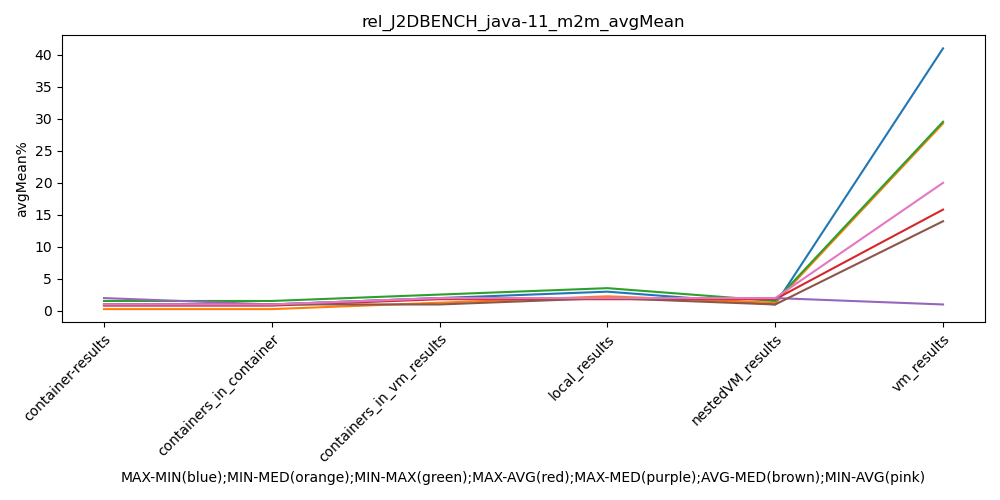 rel_J2DBENCH_java-11_m2m_avgMean
avgMean%
40
35
30
25
20
15
10
5
0
container-results
containers_in_container
containers_in_vm_results
local_results
nestedVM_results
vm_results
MAX-MIN(blue);MIN-MED(orange);MIN-MAX(green);MAX-AVG(red);MAX-MED(purple);AVG-MED(brown);MIN-AVG(pink)